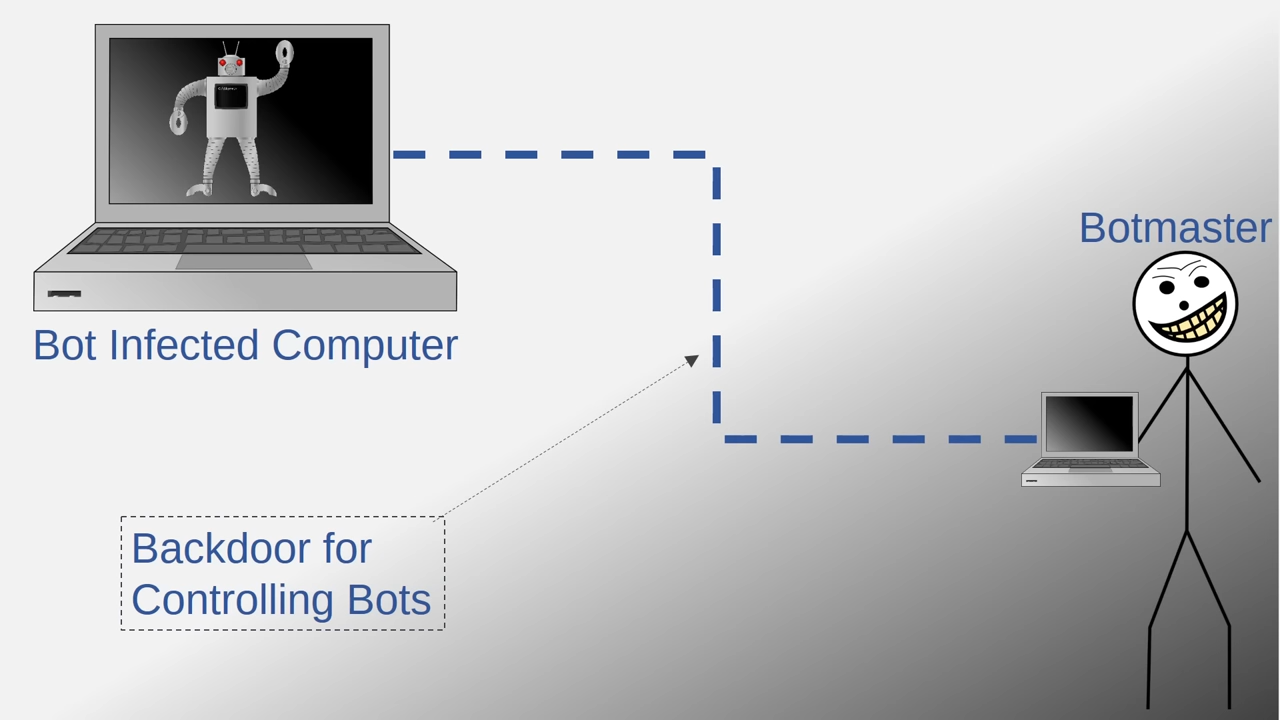 Botmaster
Bot Infected Computer
Backdoor for
Controlling Bots